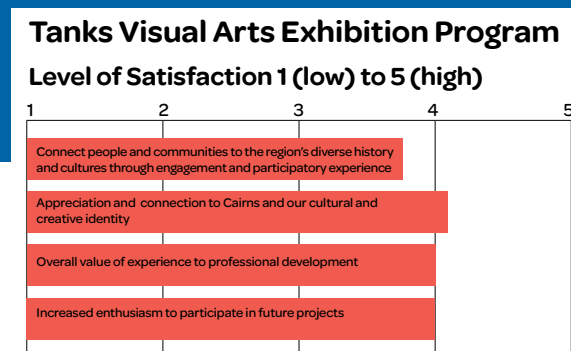 Tanks Visual Arts Exhibition Program
Level of Satisfaction 1 (low) to 5 (high)
1 2 3 4 5
Connect people and communities to the region's diverse history
and cultures through engagement and participatory experience
Appreciation and connection to Cairns and our cultural and
creative identity
Overall value of experience to professional development
Increased enthusiasm to participate in future projects